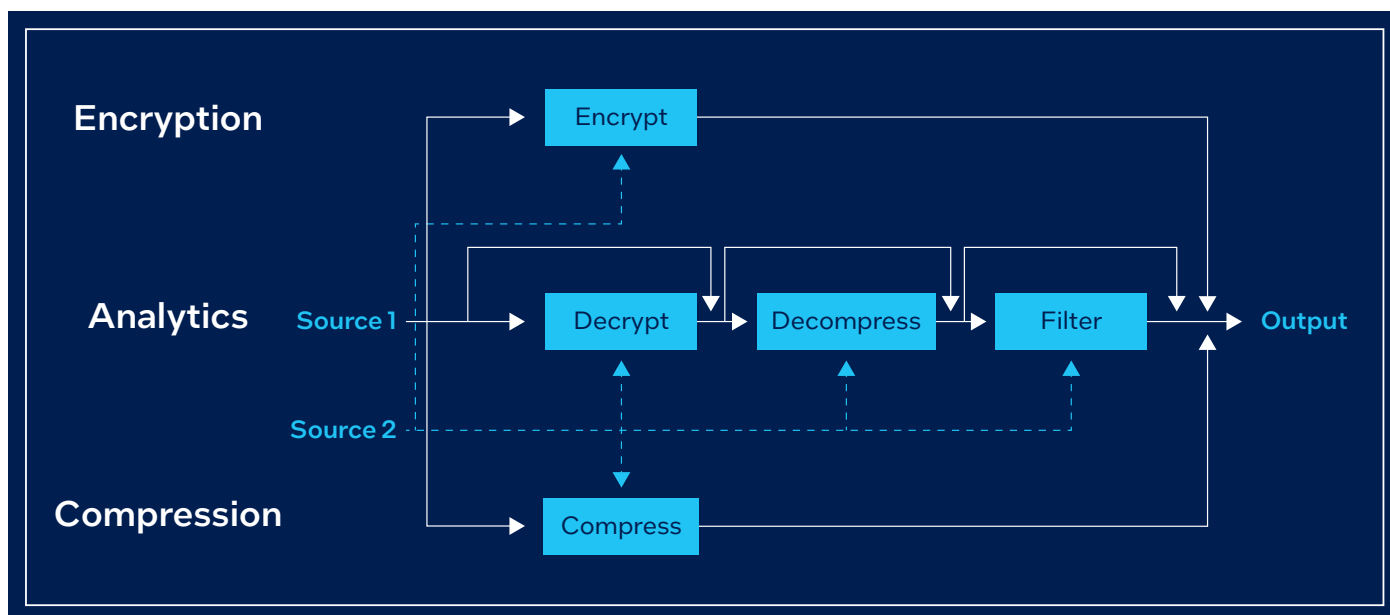 Encryption
Encrypt
Analytics
Source 1
Decrypt
Decompress
Filter
Output
Source 2
Compression
Compress